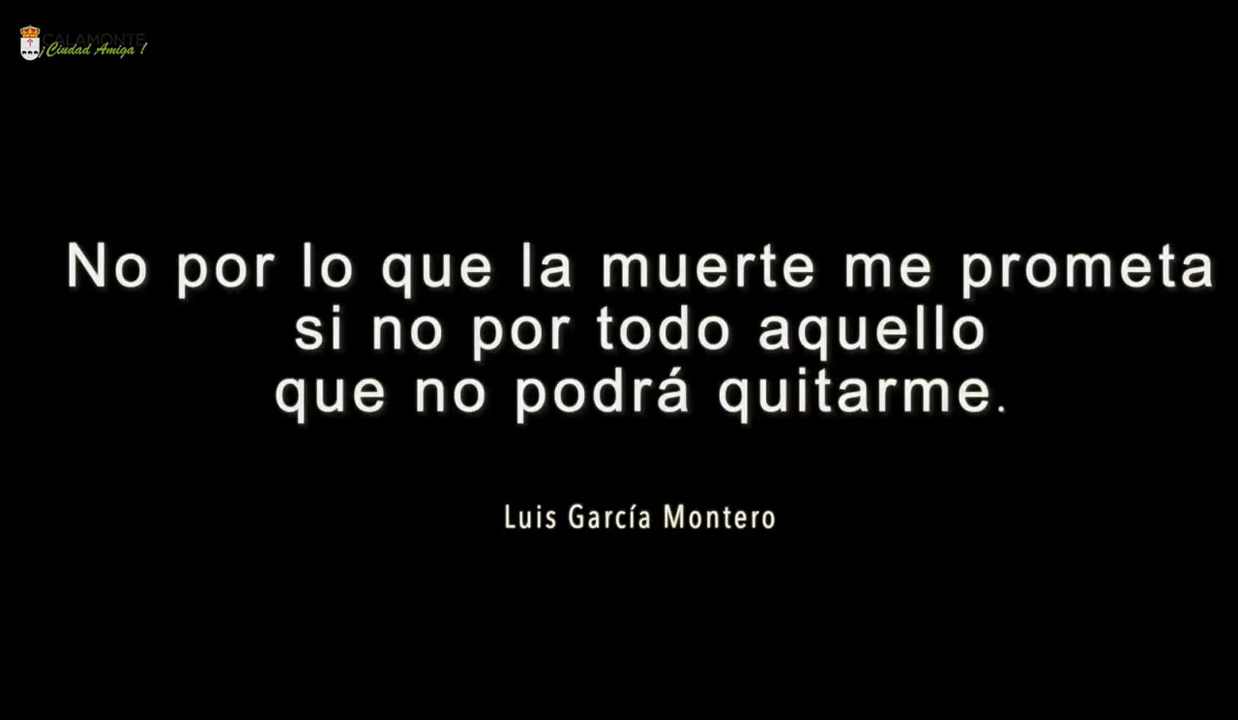 CALAMONTE
¡Ciudad Amiga !
No por lo que la muerte me prometa
si no por todo aquello
que no podrá quitarme.
Luis García Montero